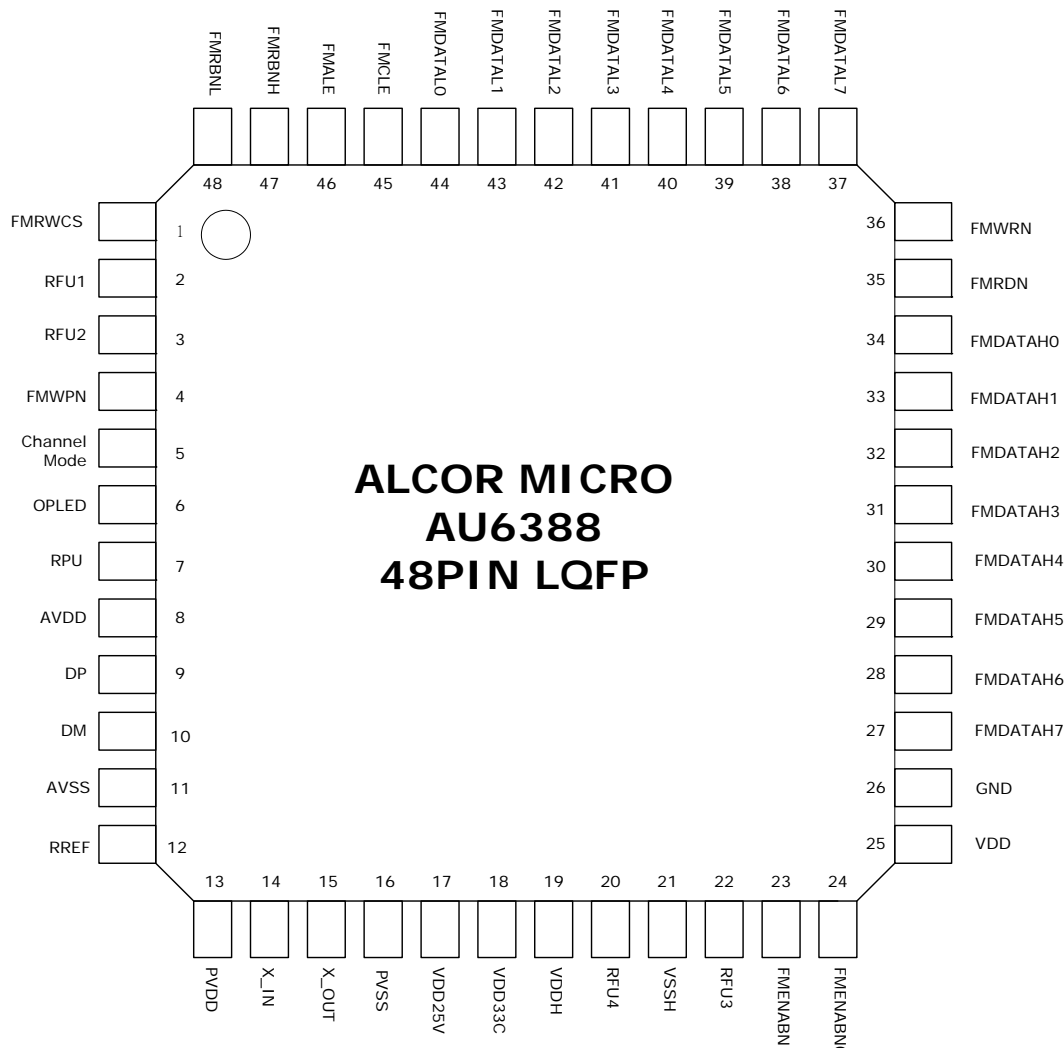 FMRBNL
FMRBNH
FMALE
FMCLE
FMDATAL0
FMDATAL1
FMDATAL2
FMDATAL3
FMDATAL4
FMDATAL5
FMDATAL6
FMDATAL7
48 47 46 45 44 43 42 41 40 39 38 37
FMRWCS 1
RFU1 2
RFU2 3
FMWPN 4
Channel
Mode 5
OPLED 6
RPU 7
AVDD 8
DP 9
DM 10
AVSS 11
RREF 12
ALCOR MICRO
AU6388
48PIN LQFP
36 FMWRN
35 FMRDN
34 FMDATAH0
33 FMDATAH1
32 FMDATAH2
31 FMDATAH3
30 FMDATAH4
29 FMDATAH5
28 FMDATAH6
27 FMDATAH7
26 GND
25 VDD
13 14 15 16 17 18 19 20 21 22 23 24
PVDD
X_IN
X_OUT
PVSS
VDD25V
VDD33C
VDDH
RFU4
VSSH
RFU3
FMENABN